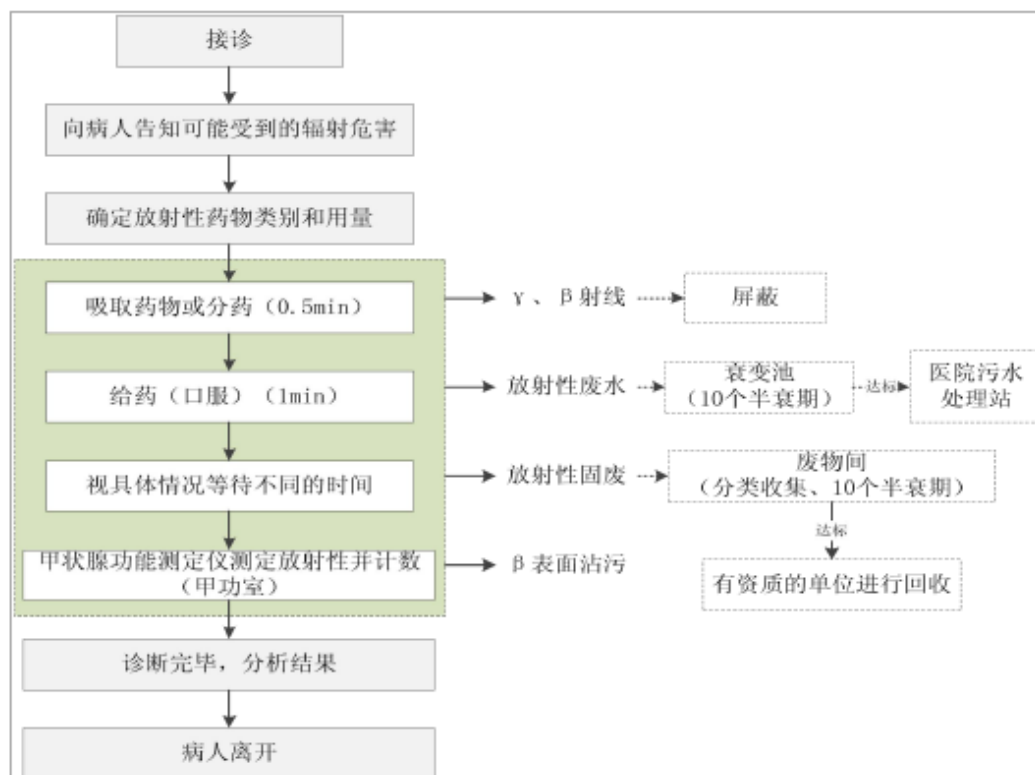 接诊
向病人告知可能受到的辐射危害
确定放射性药物类别和用量
吸取药物或分药（0.5min）
γ、β射线
屏蔽
给药（口服）（1min）
放射性废水
衰变池
（10个半衰期）
达标
医院污水
处理站
视具体情况等待不同的时间
放射性固废
废物间
（分类收集、10个半衰期）
达标
有资质的单位进行回收
甲状腺功能测定仪测定放射性并计数
（甲功室）
β表面沾污
诊断完毕，分析结果
病人离开